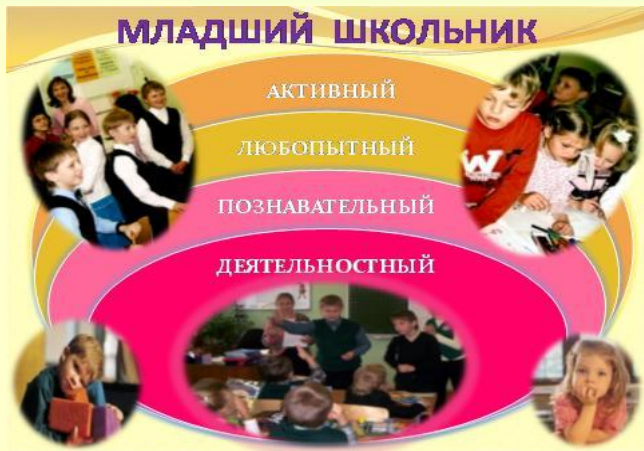 МЛАДШИЙ ШКОЛЬНИК
АКТИВНЫЙ
ЛЮБОПЫТНЫЙ
ПОЗНАВАТЕЛЬНЫЙ
ДЕЯТЕЛЬНОСТНЫЙ
W